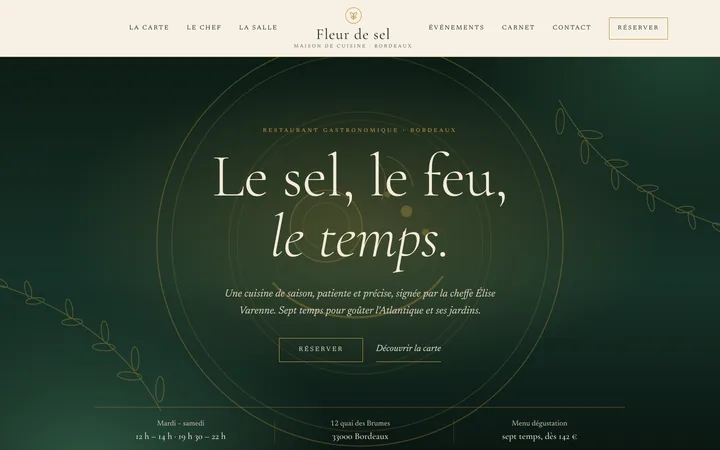 LA CARTE
LE CHEF
LA SALLE
Fleur de sel
MAISON DE CUISINE · BORDEAUX
ÉVÉNEMENTS
CARNET
CONTACT
RÉSERVER
RESTAURANT GASTRONOMIQUE · BORDEAUX
Le sel, le feu,
le temps.
Une cuisine de saison, patiente et précise, signée par la cheffe Élise
Varenne. Sept temps pour goûter l'Atlantique et ses jardins.
RÉSERVER
Découvrir la carte
Mardi – samedi
12 h – 14 h · 19 h 30 – 22 h
12 quai des Brumes
33000 Bordeaux
Menu dégustation
sept temps, dès 142 €